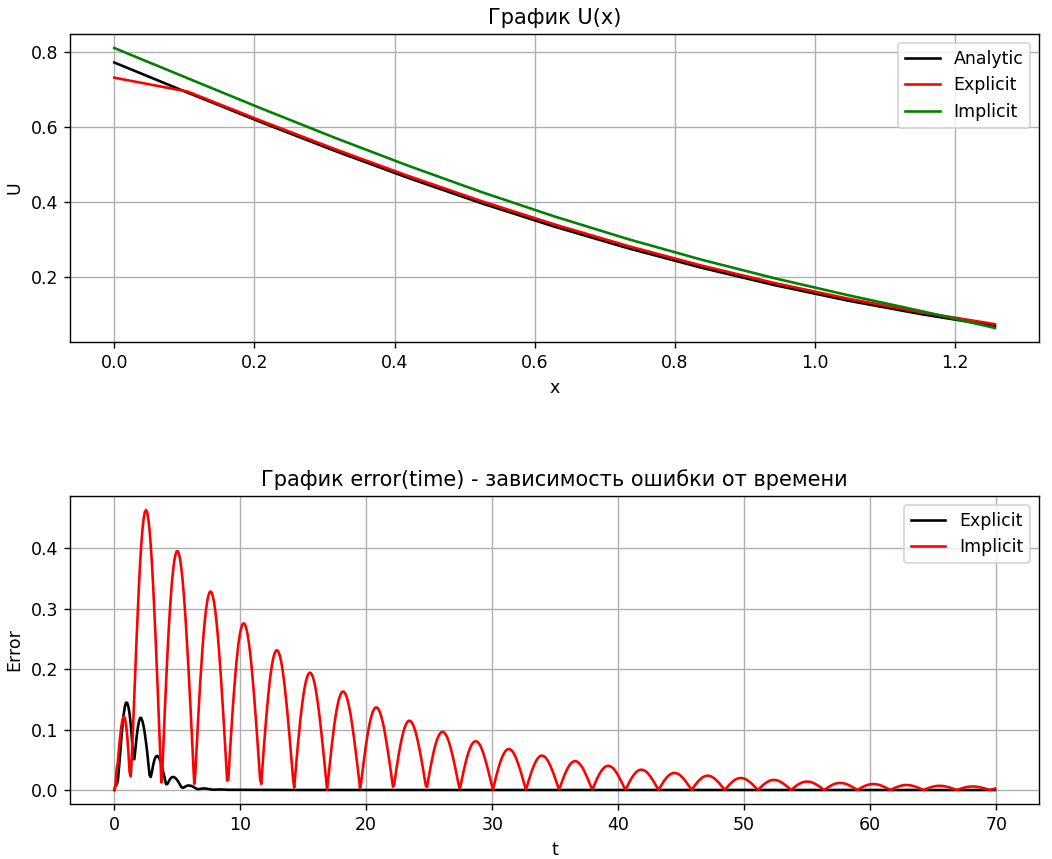 График U(x)
0.8
0.6
0.4
0.2
U
Analytic
Explicit
Implicit
0.0 0.2 0.4 0.6 0.8 1.0 1.2
x
График error(time) - зависимость ошибки от времени
0.4
0.3
0.2
0.1
0.0
Error
Explicit
Implicit
0 10 20 30 40 50 60 70
t